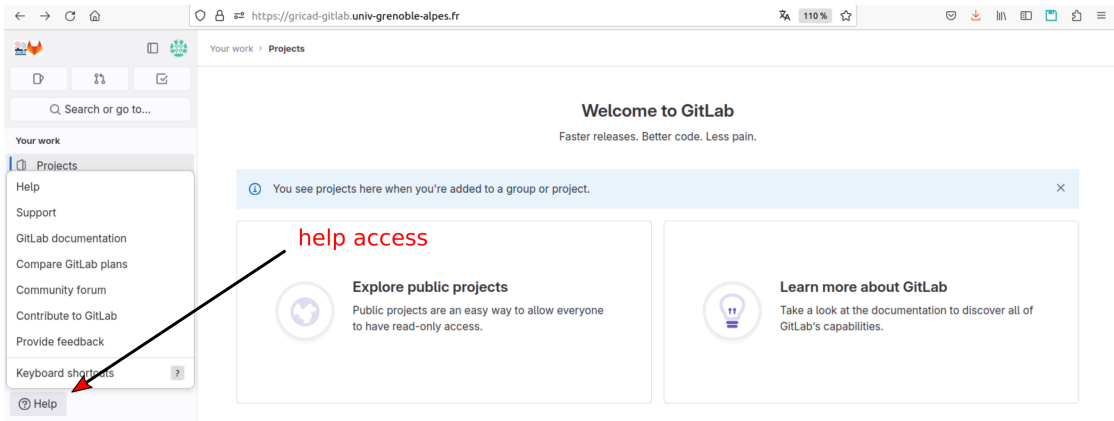 https://gricad-gitlab.univ-grenoble-alpes.fr
110%
Your work > Projects
Search or go to...
Your work
Projects
Help
Support
GitLab documentation
Compare GitLab plans
Community forum
Contribute to GitLab
Provide feedback
Keyboard shortcuts ?
Help
Welcome to GitLab
Faster releases. Better code. Less pain.
You see projects here when you're added to a group or project.
help access
Explore public projects
Public projects are an easy way to allow everyone
to have read-only access.
Learn more about GitLab
Take a look at the documentation to discover all of
GitLab's capabilities.